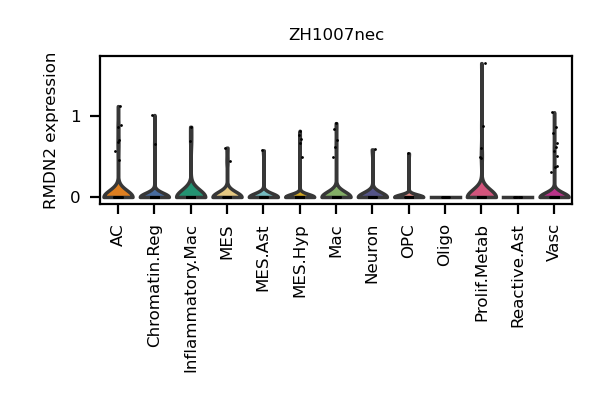 ZH1007nec
RMDN2 expression
1
0
AC
Chromatin.Reg
Inflammatory.Mac
MES
MES.Ast
MES.Hyp
Mac
Neuron
OPC
Oligo
Prolif.Metab
Reactive.Ast
Vasc